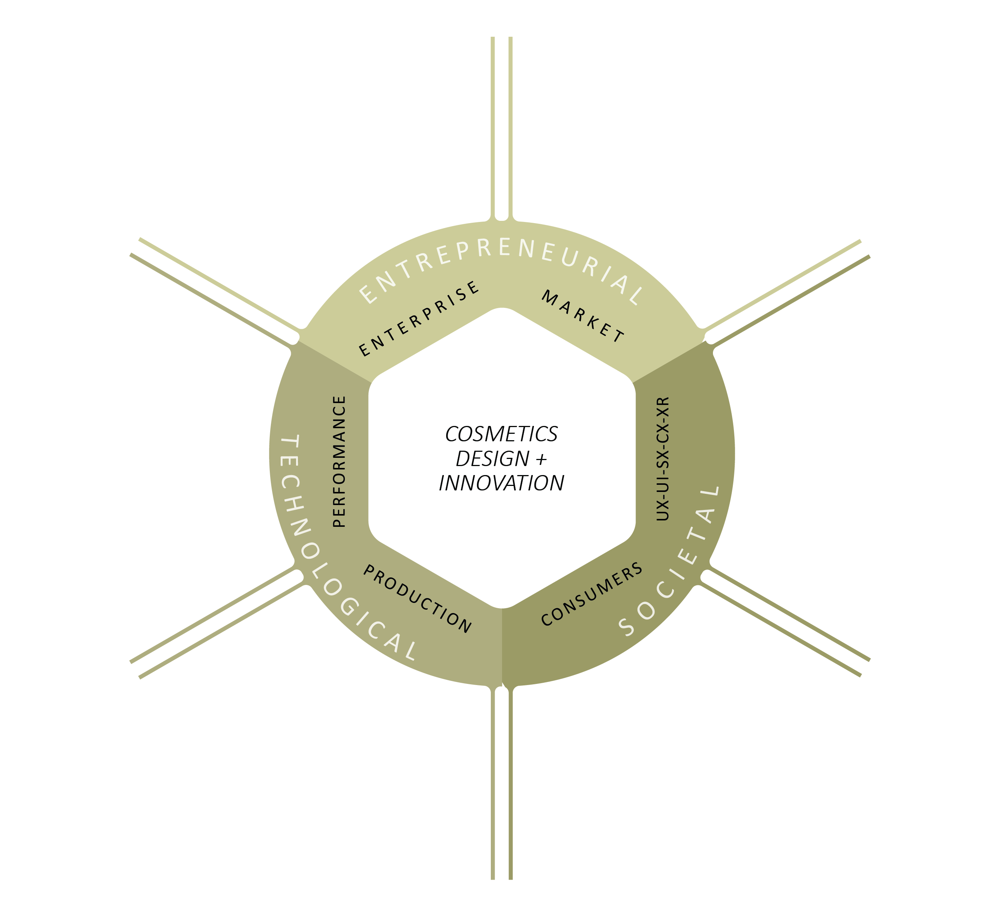 ENTREPRENEURIAL
ENTERPRISE
MARKET
PERFORMANCE
TECHNOLOGICAL
COSMETICS
DESIGN +
INNOVATION
UX-UI-SX-CX-XR
SOCIETAL
PRODUCTION
CONSUMERS